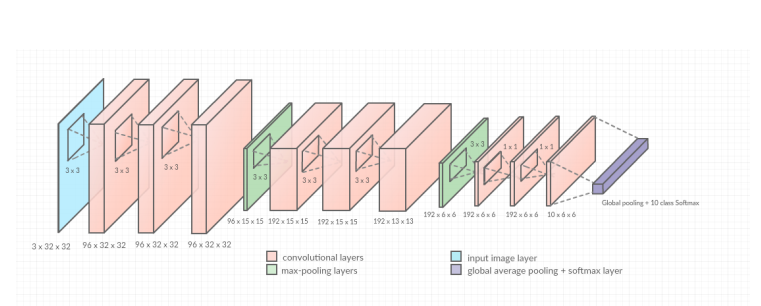 3 x 3
3 x 3
3 x 3
3 x 3
3 x 3
3 x 3
3 x 3
1 x 1
1 x 1
3 x 32 x 32
96 x 32 x 32
96 x 32 x 32
96 x 32 x 32
96 x 15 x 15
192 x 15 x 15
192 x 15 x 15
192 x 13 x 13
192 x 6 x 6
192 x 6 x 6
192 x 6 x 6
10 x 6 x 6
Global pooling + 10 class Softmax
convolutional layers
max-pooling layers
input image layer
global average pooling + softmax layer